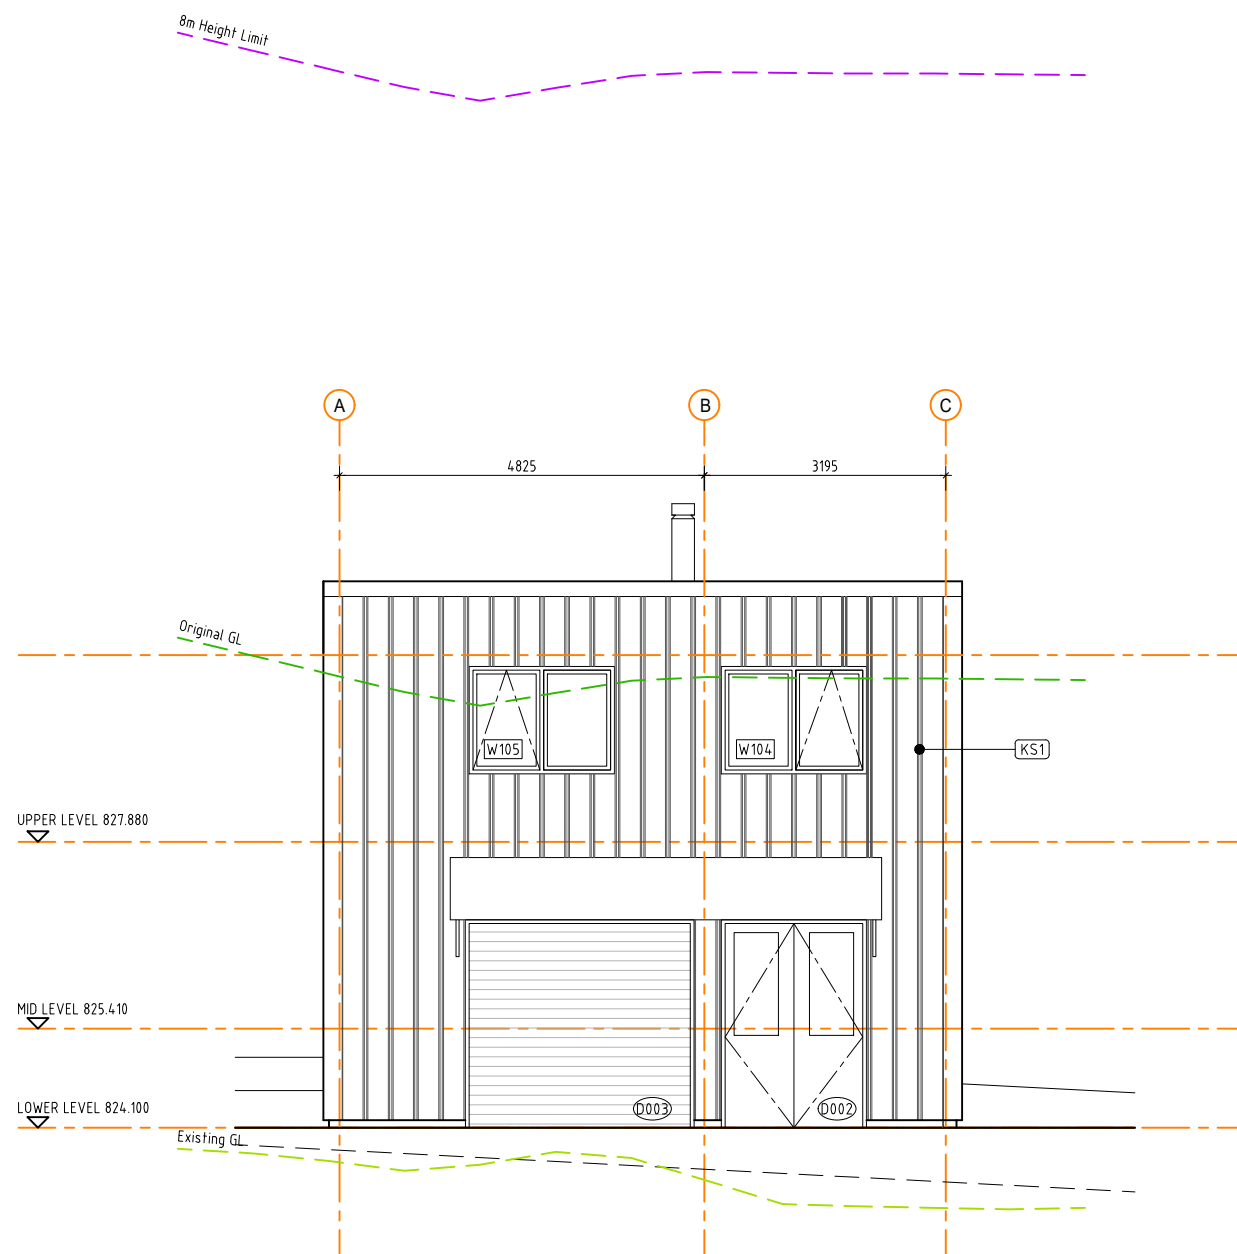 8m Height Limit
A
B
C
4825
3195
Original GL
W105
W104
KS1
UPPER LEVEL 827.880
MID LEVEL 825.410
LOWER LEVEL 824.100
D003
D002
Existing GL